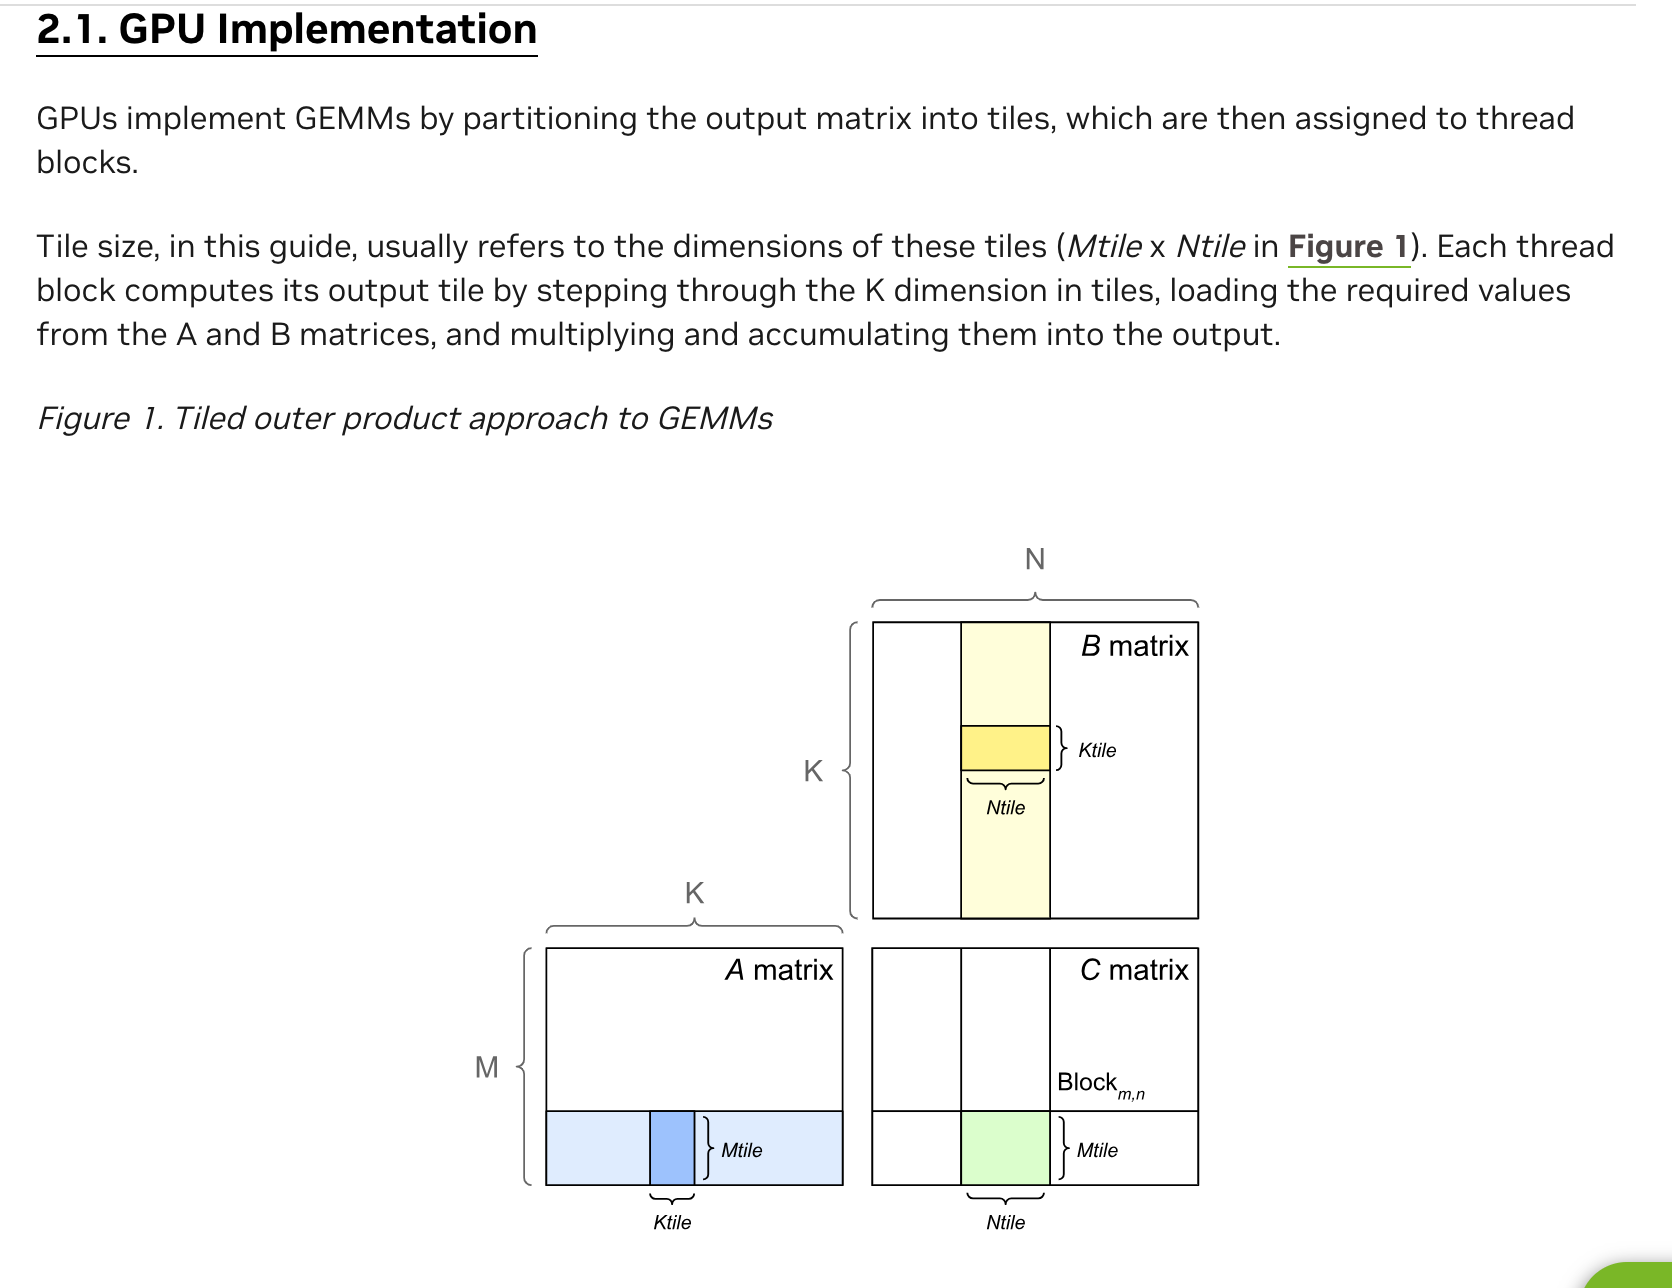 2.1. GPU Implementation
GPUs implement GEMMs by partitioning the output matrix into tiles, which are then assigned to thread
blocks.
Tile size, in this guide, usually refers to the dimensions of these tiles (Mtile x Ntile in Figure 1). Each thread
block computes its output tile by stepping through the K dimension in tiles, loading the required values
from the A and B matrices, and multiplying and accumulating them into the output.
Figure 1. Tiled outer product approach to GEMMs
N
B matrix
K
Ktile
Ntile
K
A matrix
C matrix
M
Block m,n
Mtile
Mtile
Ktile
Ntile